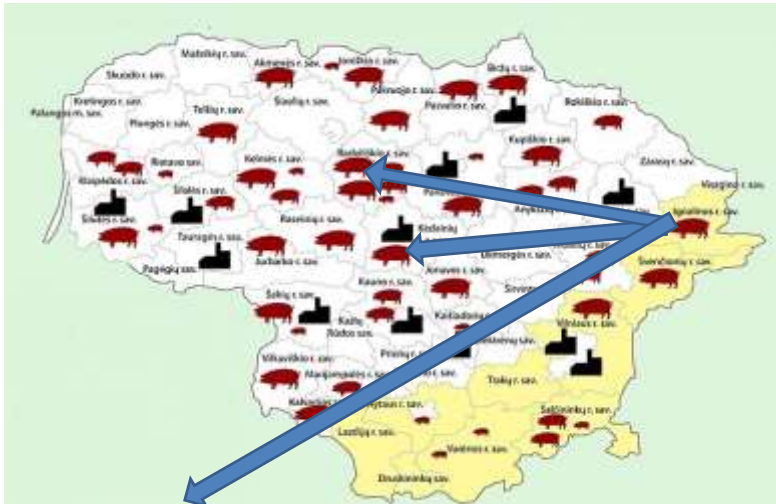 Mažeikių r. sav.
Akmenės r. sav.
Joniškio r. sav.
Skuodo r. sav.
Biržų r. sav.
Pakruojo r. sav.
Pasvalio r. sav.
Kretingos r. sav.
Šiaulių r. sav.
Rokiškio r. sav.
Palangos m. sav.
Telšių r. sav.
Plungės r. sav.
Kupiškio r. sav.
Radviliškio r. sav.
Rietavo sav.
Kelmės r. sav.
Zarasų r. sav.
Klaipėdos r. sav.
Šilalės r. sav.
Visagino sav.
Ignalinos r. sav.
Šilutės r. sav.
Raseinių r. sav.
Kėdainių
Tauragės r. sav.
Ukmergės r. sav.
Pagėgių sav.
Jurbarko r. sav.
Jonavos r. sav.
Švenčionių r. sav.
Kauno r. sav.
Šakių r. sav.
Kaišiadorių
Vilniaus r. sav.
Kazlų
Rūdos sav.
Prienų r.
Vilkaviškio r. sav.
Marijampolės r. sav.
Trakų r. sav.
Kalvarijos
Šalčininkų r. sav.
Lazdijų r. sav.
Varėnos r. sav.
Druskininkų sav.